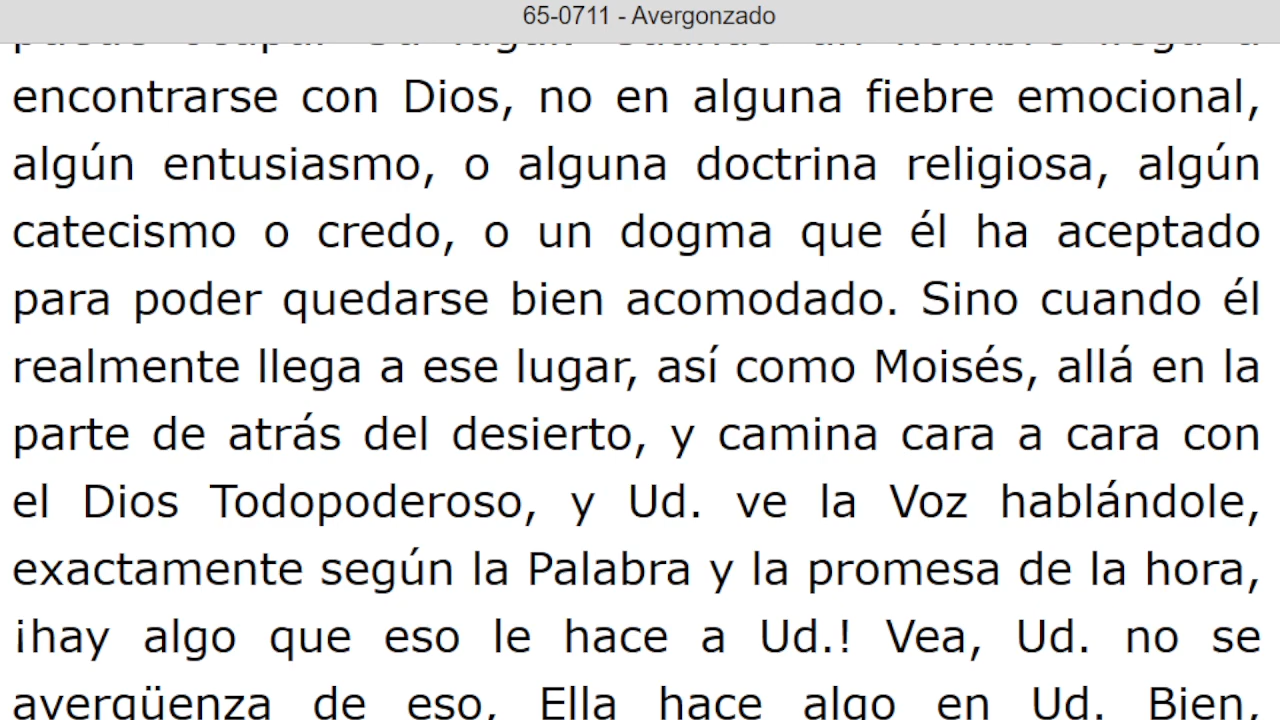 65-0711 - Avergonzado
encontrarse con Dios, no en alguna fiebre emocional,
algún entusiasmo, o alguna doctrina religiosa, algún
catecismo o credo, o un dogma que él ha aceptado
para poder quedarse bien acomodado. Sino cuando él
realmente llega a ese lugar, así como Moisés, allá en la
parte de atrás del desierto, y camina cara a cara con
el Dios Todopoderoso, y Ud. ve la Voz hablándole,
exactamente según la Palabra y la promesa de la hora,
¡hay algo que eso le hace a Ud.! Vea, Ud. no se
avergüenza de eso, Ella hace algo en Ud. Bien,